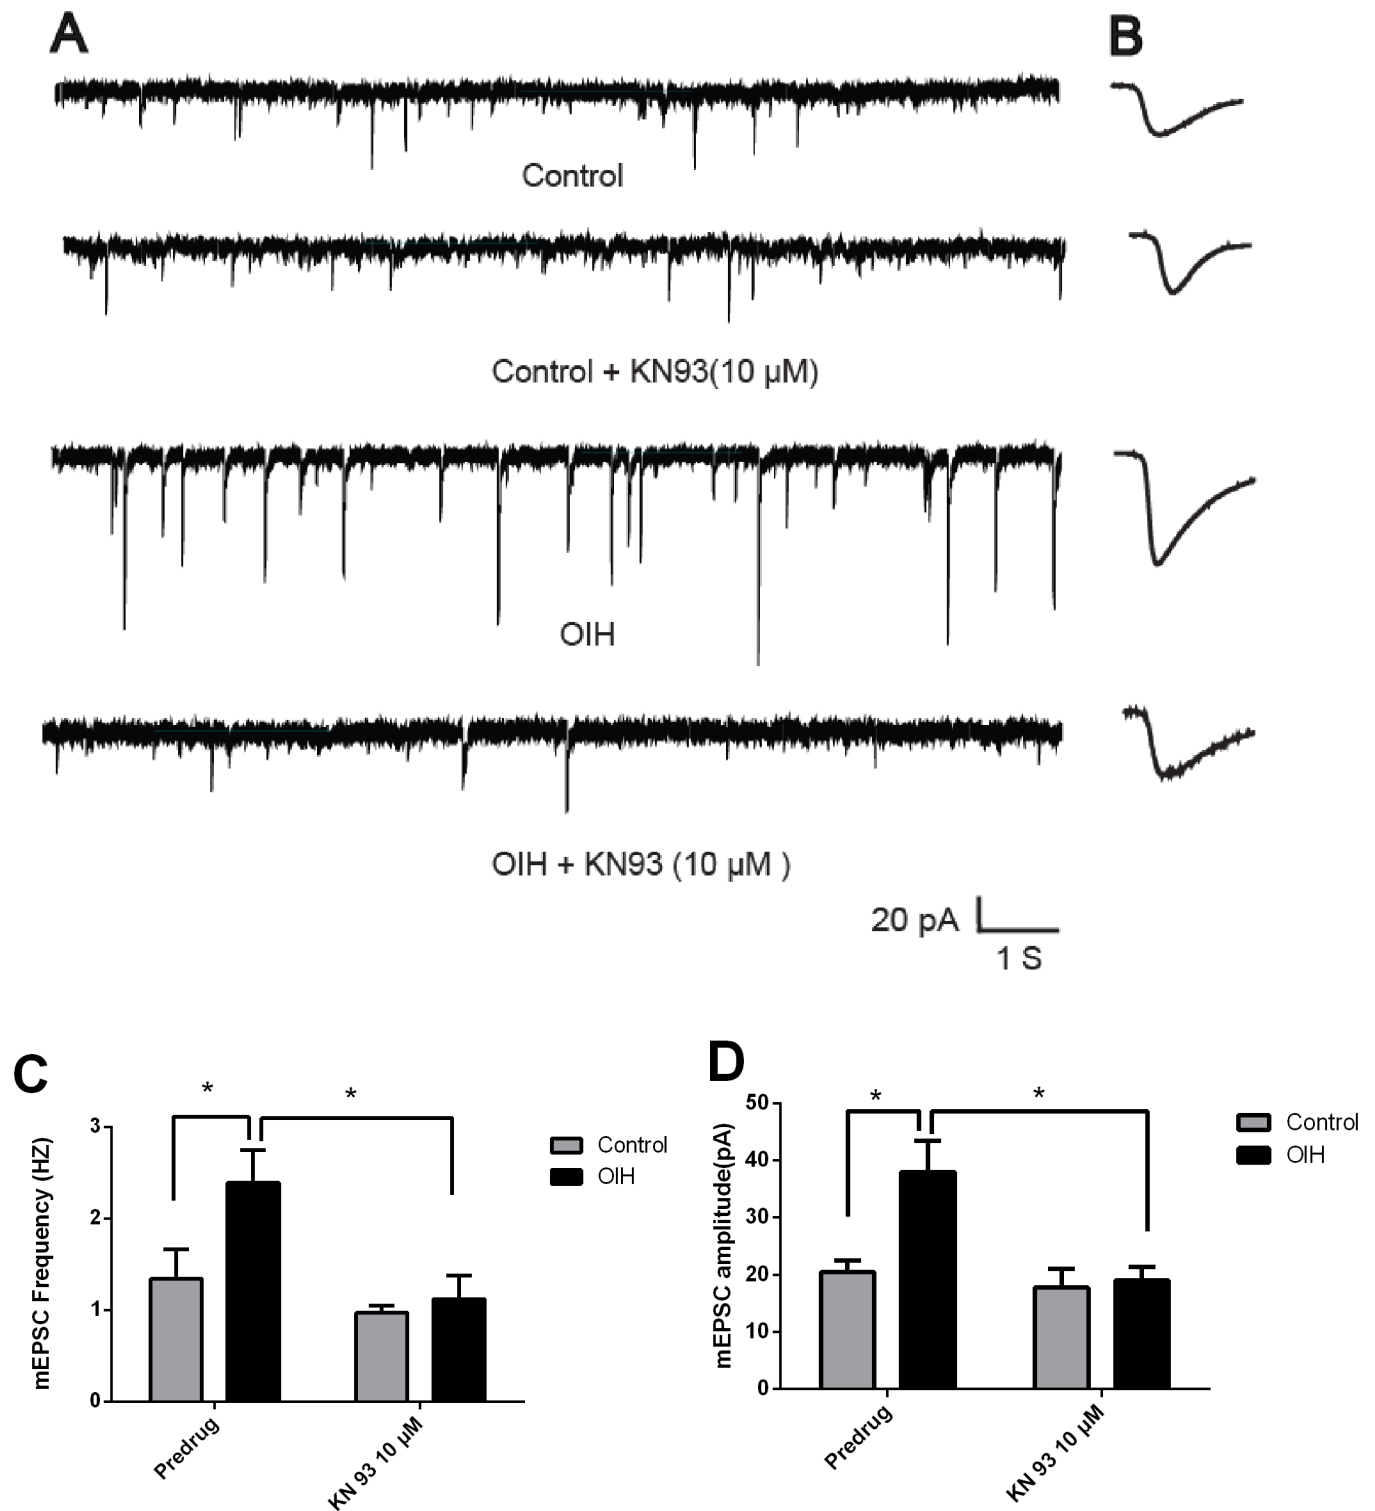 A
B
Control
Control + KN93(10 µM)
OIH
OIH + KN93 (10 µM )
20 pA
1 S
C
*
*
mEPSC Frequency (HZ)
3
2
1
0
Predrug
KN 93 10 µM
Control
OIH
D
*
*
mEPSC amplitude(pA)
50
40
30
20
10
0
Predrug
KN 93 10 µM
Control
OIH